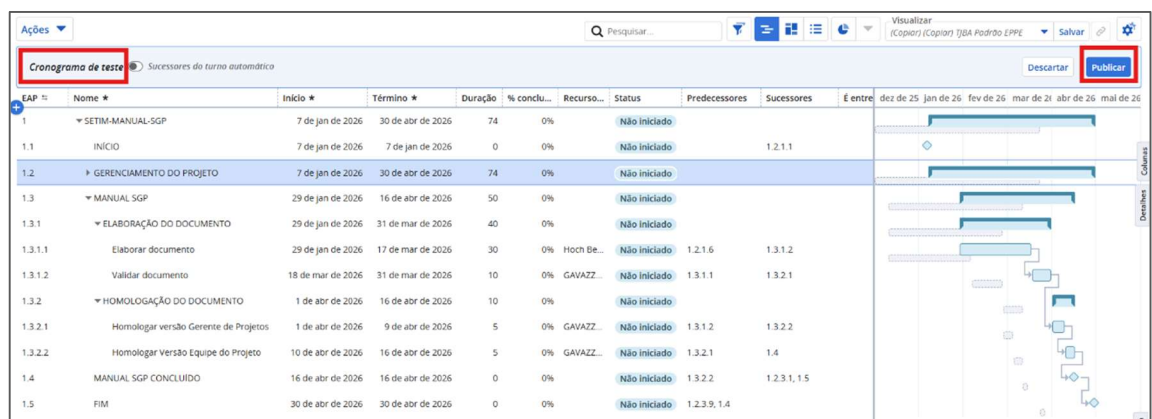 Ações
Pesquisar...
Visualizar
(Copiar) (Copiar) TJBA Padrão EPPE
Salvar
Cronograma de teste
Sucessores do turno automático
Descartar
Publicar
EAP Nome ★ Início ★ Término ★ Duração % conclu... Recurso... Status Predecessores Sucessores É entre dez de 25 jan de 26 fev de 26 mar de 26 abr de 26 mai de 26
1 SETIM-MANUAL-SGP 7 de jan de 2026 30 de abr de 2026 74 0% Não iniciado
1.1 INÍCIO 7 de jan de 2026 7 de jan de 2026 0 0% Não iniciado 1.2.1.1
1.2 GERENCIAMENTO DO PROJETO 7 de jan de 2026 30 de abr de 2026 74 0% Não iniciado
1.3 MANUAL SGP 29 de jan de 2026 16 de abr de 2026 50 0% Não iniciado
1.3.1 ELABORAÇÃO DO DOCUMENTO 29 de jan de 2026 31 de mar de 2026 40 0% Não iniciado
1.3.1.1 Elaborar documento 29 de jan de 2026 17 de mar de 2026 30 0% Hoch Be... Não iniciado 1.2.1.6 1.3.1.2
1.3.1.2 Validar documento 18 de mar de 2026 31 de mar de 2026 10 0% GAVAZZ... Não iniciado 1.3.1.1 1.3.2.1
1.3.2 HOMOLOGAÇÃO DO DOCUMENTO 1 de abr de 2026 16 de abr de 2026 10 0% Não iniciado
1.3.2.1 Homologar versão Gerente de Projetos 1 de abr de 2026 9 de abr de 2026 5 0% GAVAZZ... Não iniciado 1.3.1.2 1.3.2.2
1.3.2.2 Homologar Versão Equipe do Projeto 10 de abr de 2026 16 de abr de 2026 5 0% GAVAZZ... Não iniciado 1.3.2.1 1.4
1.4 MANUAL SGP CONCLUÍDO 16 de abr de 2026 16 de abr de 2026 0 0% Não iniciado 1.3.2.2 1.2.3.1, 1.5
1.5 FIM 30 de abr de 2026 30 de abr de 2026 0 0% Não iniciado 1.2.3.9, 1.4
Colunas
Detalhes